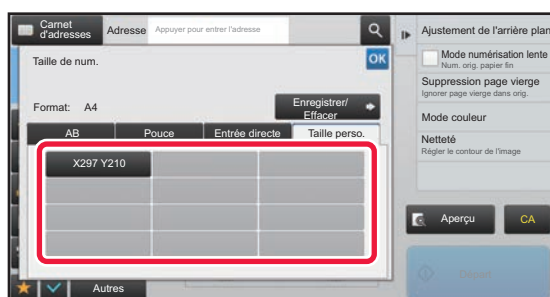 Carnet
d'adresses
Adresse
Appuyer pour entrer l'adresse
Ajustement de l'arrière plan
Taille de num.
OK
Mode numérisation lente
Num. orig. papier fin
Suppression page vierge
Ignorer page vierge dans orig.
Format: A4
Enregistrer/
Effacer
Mode couleur
AB
Pouce
Entrée directe
Taille perso.
Netteté
Régler le contour de l'image
X297 Y210
Aperçu
CA
Départ
Autres